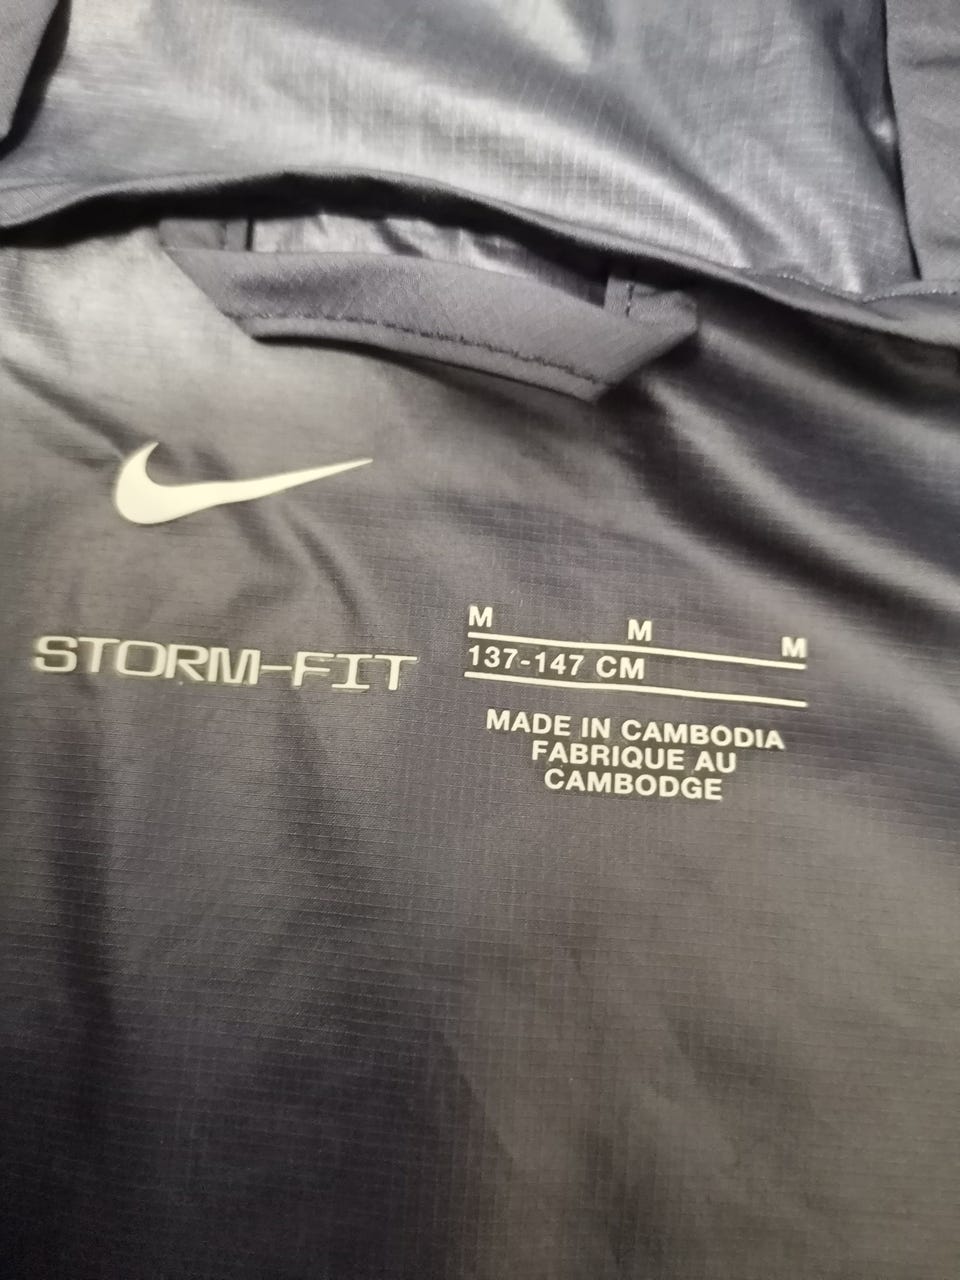 STORM-FIT
M M M
137-147 CM
MADE IN CAMBODIA
FABRIQUE AU
CAMBODGE